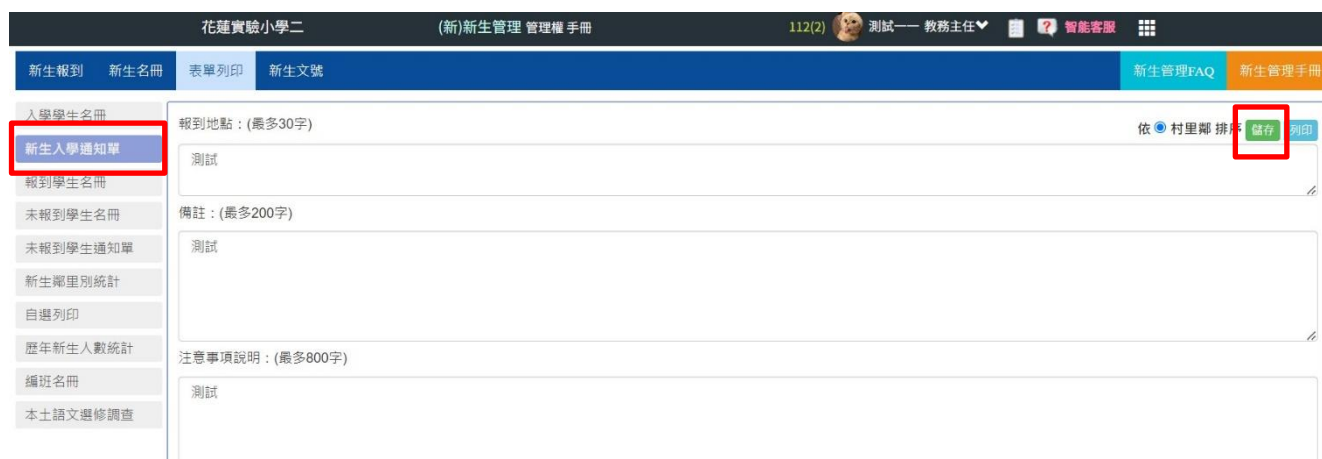 花蓮實驗小學二 (新)新生管理 管理權 手冊 112(2) 測試一一 教務主任 智能客服
新生報到 新生名冊 表單列印 新生文號 新生管理FAQ 新生管理手冊
入學學生名冊
新生入學通知單
報到學生名冊
未報到學生名冊
未報到學生通知單
新生鄰里別統計
自選列印
歷年新生人數統計
編班名冊
本土語文選修調查
報到地點：(最多30字) 依 村里鄰 排序 儲存 列印
測試
備註：(最多200字)
測試
注意事項說明：(最多800字)
測試